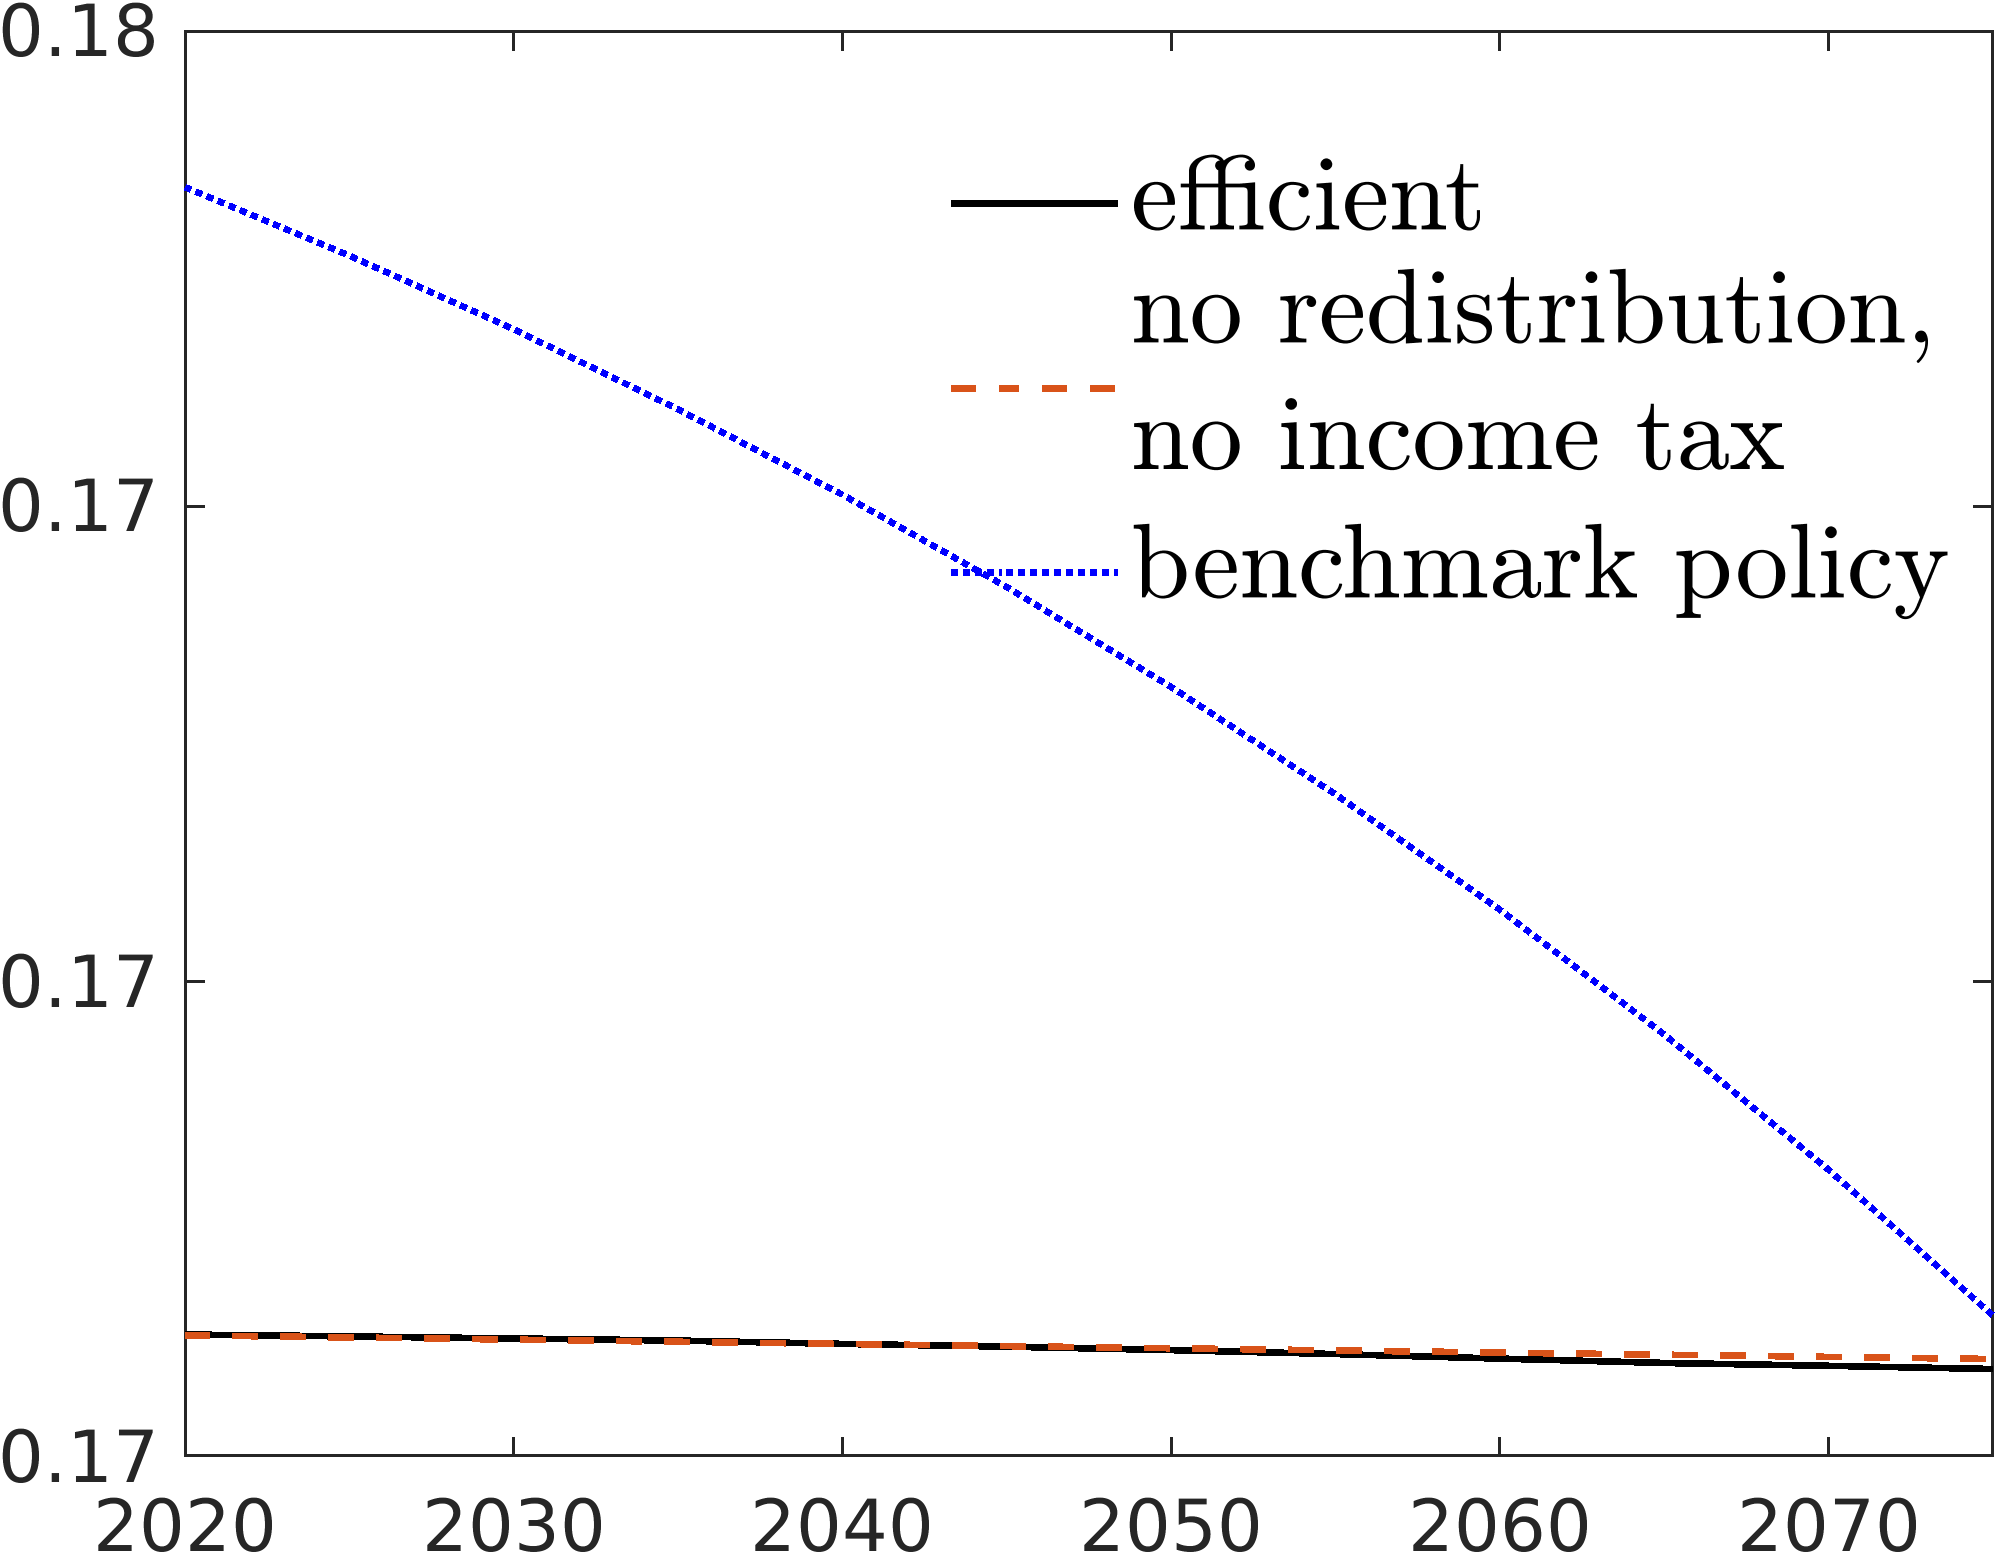 0.18
efficient
no redistribution,
no income tax
0.17
benchmark policy
0.17
0.17
2020 2030 2040 2050 2060 2070